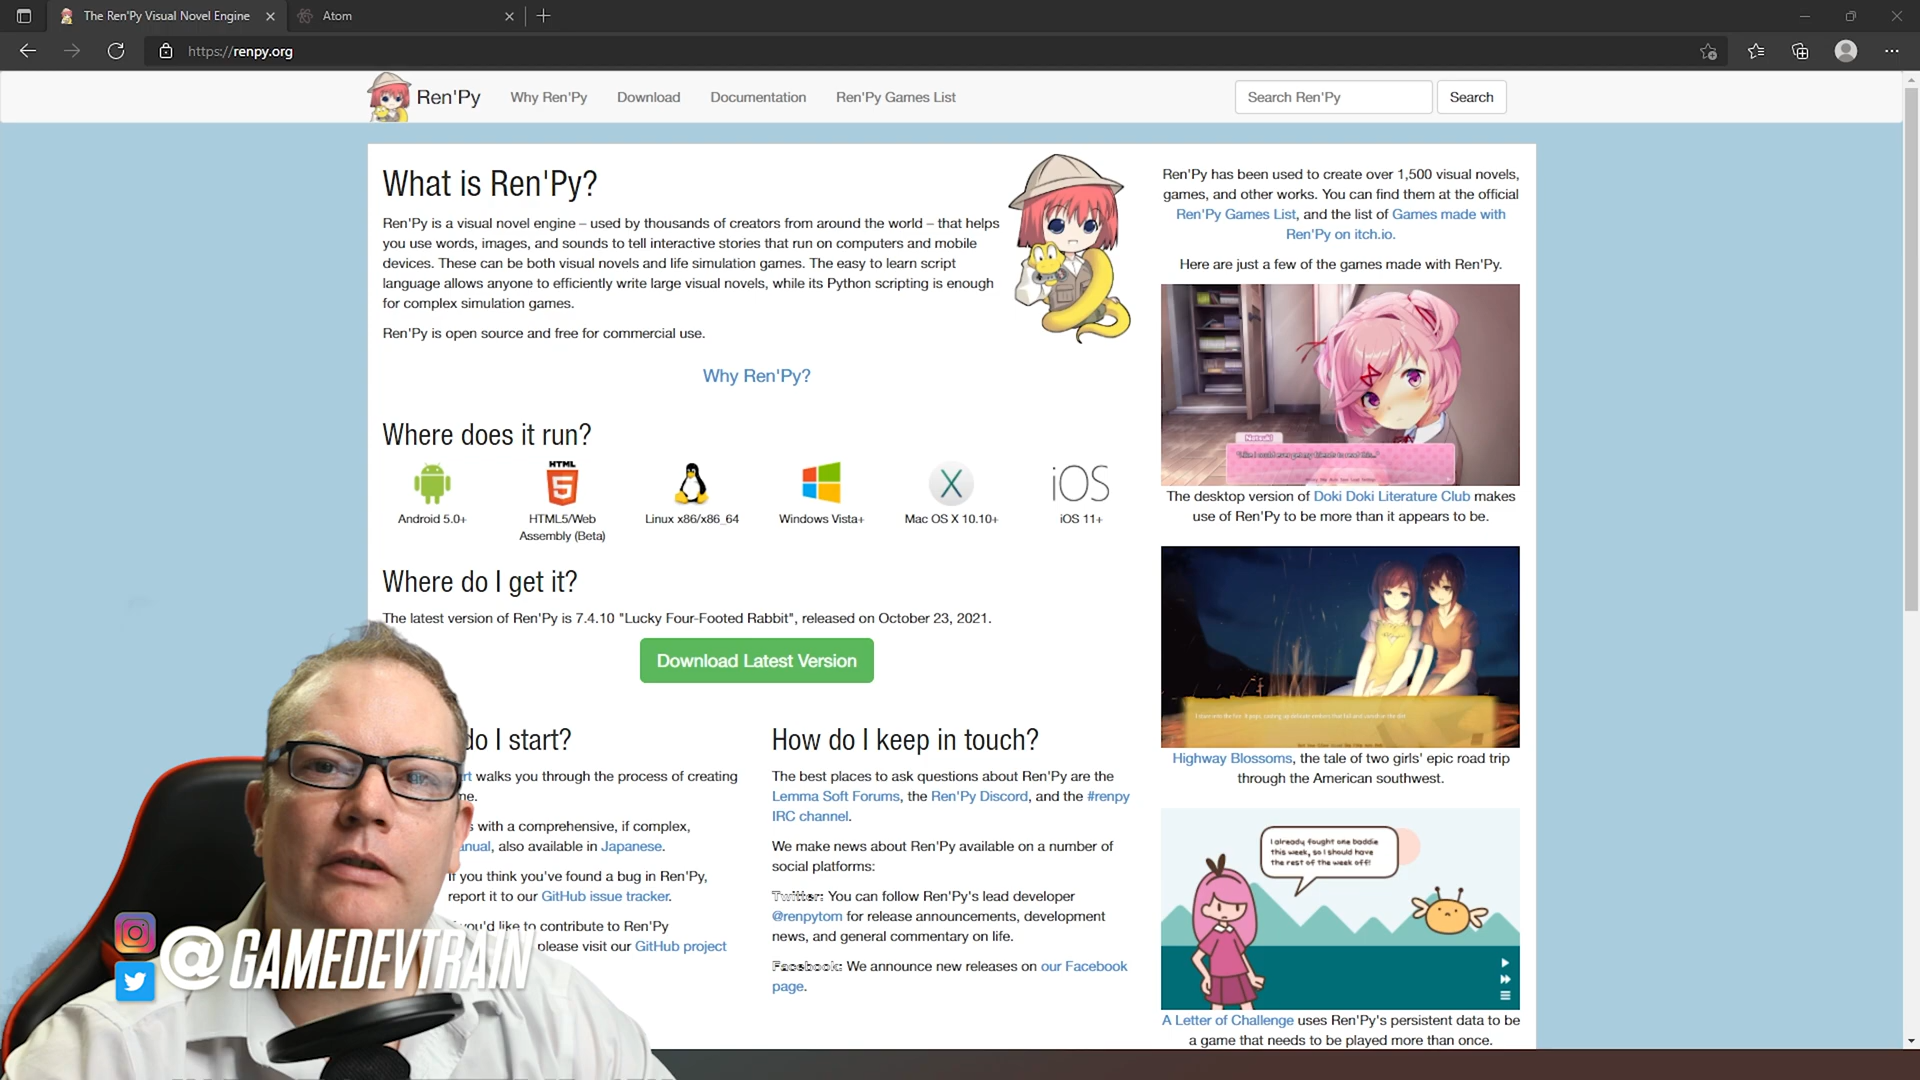 The Ren'Py Visual Novel Engine
Atom
https://renpy.org
Ren'Py
Why Ren'Py
Download
Documentation
Ren'Py Games List
Search Ren'Py
Search
What is Ren'Py?
Ren'Py is a visual novel engine – used by thousands of creators from around the world – that helps
you use words, images, and sounds to tell interactive stories that run on computers and mobile
devices. These can be both visual novels and life simulation games. The easy to learn script
language allows anyone to efficiently write large visual novels, while its Python scripting is enough
for complex simulation games.
Ren'Py is open source and free for commercial use.
Why Ren'Py?
Where does it run?
HTML
5
X
iOS
Android 5.0+
HTML5/Web
Assembly (Beta)
Linux x86/x86_64
Windows Vista+
Mac OS X 10.10+
iOS 11+
Where do I get it?
The latest version of Ren'Py is 7.4.10 "Lucky Four-Footed Rabbit", released on October 23, 2021.
Download Latest Version
do I start?
rt walks you through the process of creating
me.
s with a comprehensive, if complex,
anual, also available in Japanese.
If you think you've found a bug in Ren'Py,
report it to our GitHub issue tracker.
you'd like to contribute to Ren'Py
please visit our GitHub project
How do I keep in touch?
The best places to ask questions about Ren'Py are the
Lemma Soft Forums, the Ren'Py Discord, and the #renpy
IRC channel.
We make news about Ren'Py available on a number of
social platforms:
Twitter: You can follow Ren'Py's lead developer
@renpytom for release announcements, development
news, and general commentary on life.
Facebook: We announce new releases on our Facebook
page.
Ren'Py has been used to create over 1,500 visual novels,
games, and other works. You can find them at the official
Ren'Py Games List, and the list of Games made with
Ren'Py on itch.io.
Here are just a few of the games made with Ren'Py.
Natsuki
The desktop version of Doki Doki Literature Club makes
use of Ren'Py to be more than it appears to be.
Highway Blossoms, the tale of two girls' epic road trip
through the American southwest.
I already fought one baddie
this week, so I should have
the rest of the week off!
A Letter of Challenge uses Ren'Py's persistent data to be
a game that needs to be played more than once.
@GAMEDEVTRAIN